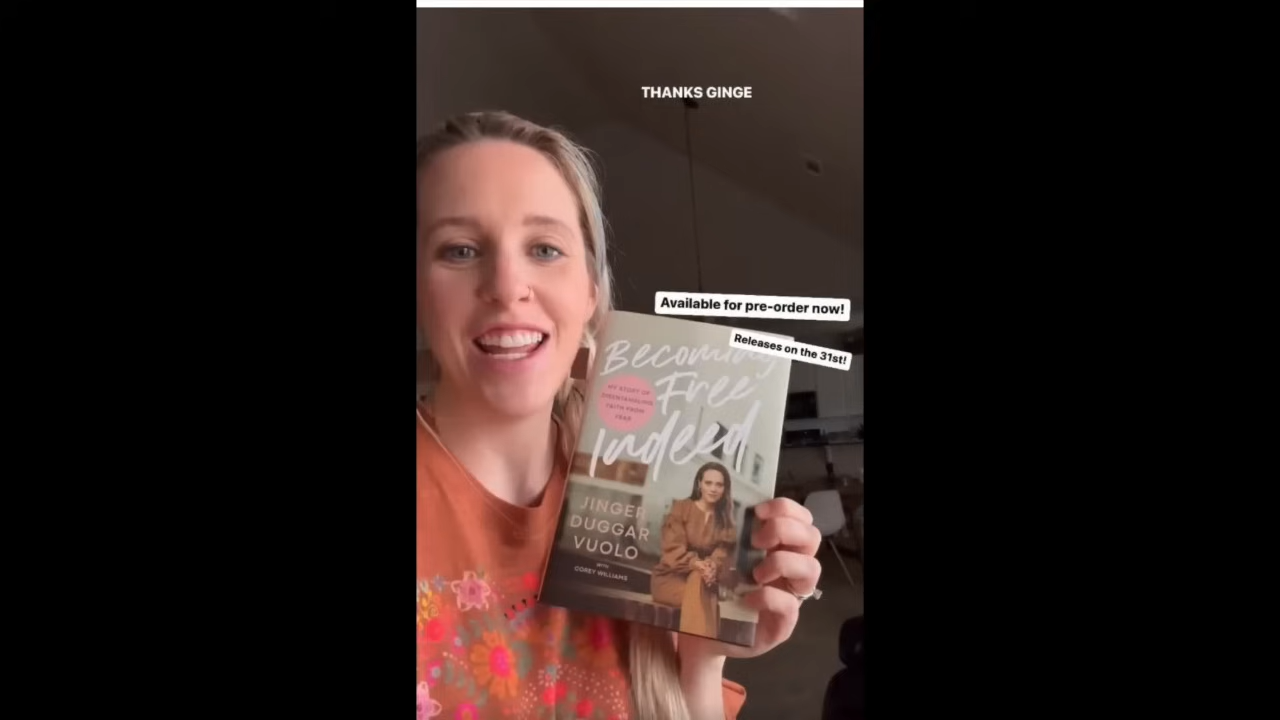 THANKS GINGE
Available for pre-order now!
Releases on the 31st!
Becoming
Free
Indeed
MY STORY OF
DISENTANGLING
FAITH FROM
FEAR
JINGER
DUGGAR
VUOLO
WITH
COREY WILLIAMS